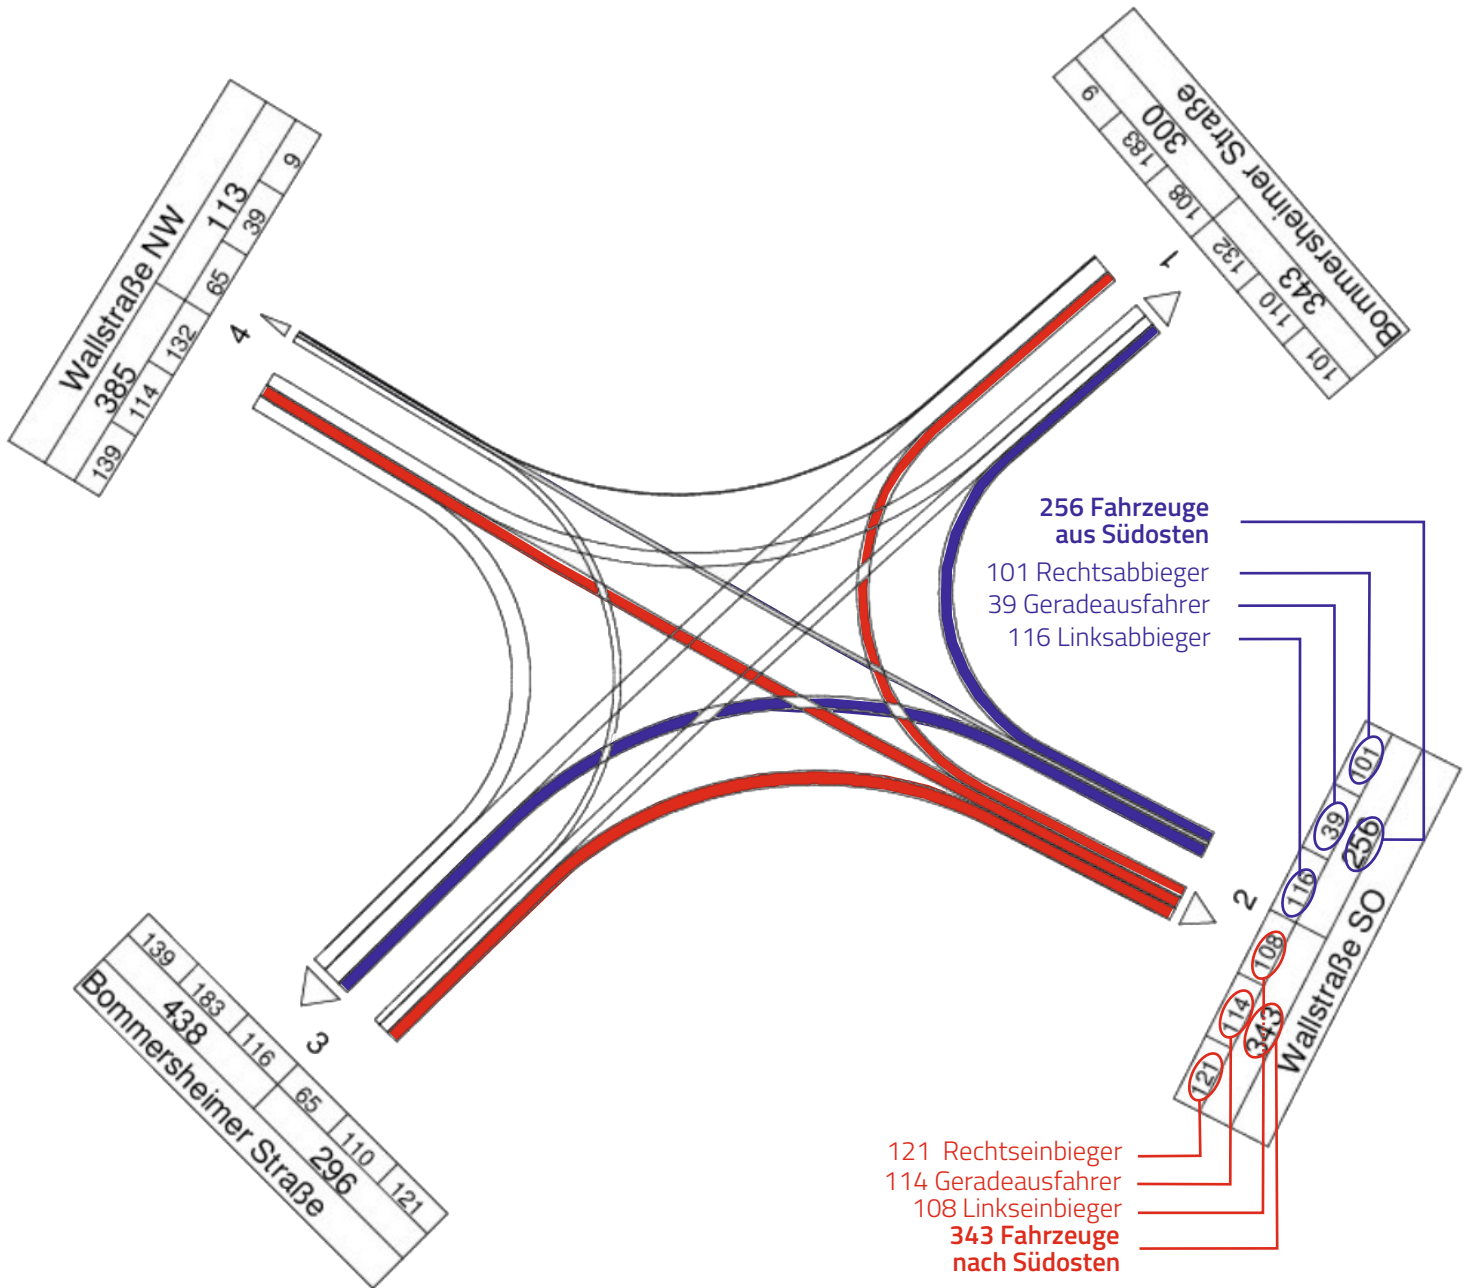 Wallstraße NW
385
113
139
114
132
65
39
9
4
Bommersheimer Straße
300
343
9
183
108
132
110
101
1
256 Fahrzeuge
aus Südosten
101 Rechtsabbieger
39 Geradeausfahrer
116 Linksabbieger
101
39
116
256
108
114
121
343
Wallstraße SO
2
139
183
116
65
110
121
438
296
Bommersheimer Straße
3
121 Rechtseinbieger
114 Geradeausfahrer
108 Linkseinbieger
343 Fahrzeuge
nach Südosten